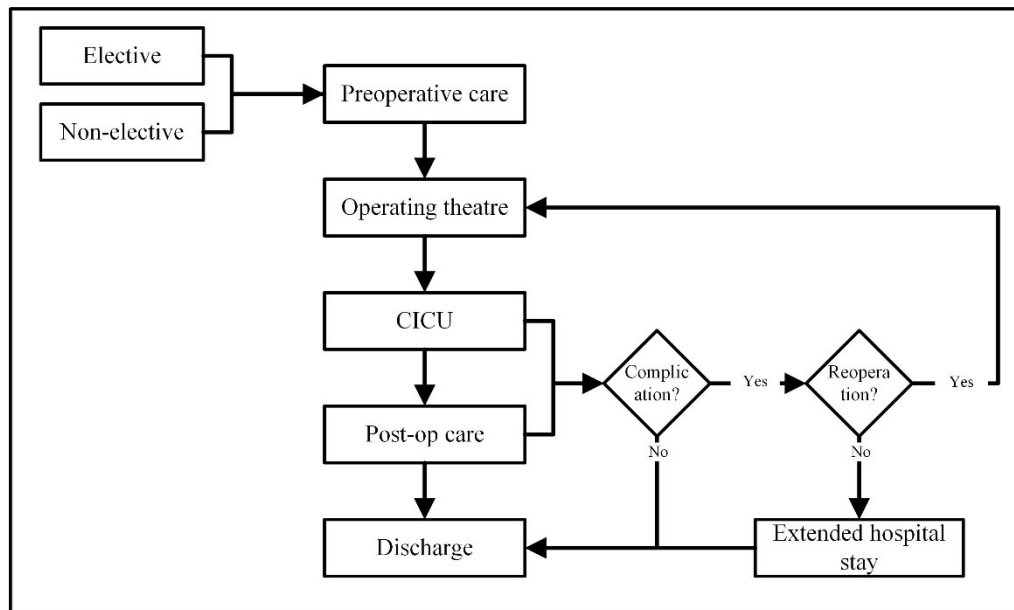 Elective
Non-elective
Preoperative care
Operating theatre
CICU
Post-op care
Discharge
Complic
ation?
Yes
No
Reopera
tion?
Yes
No
Extended hospital
stay